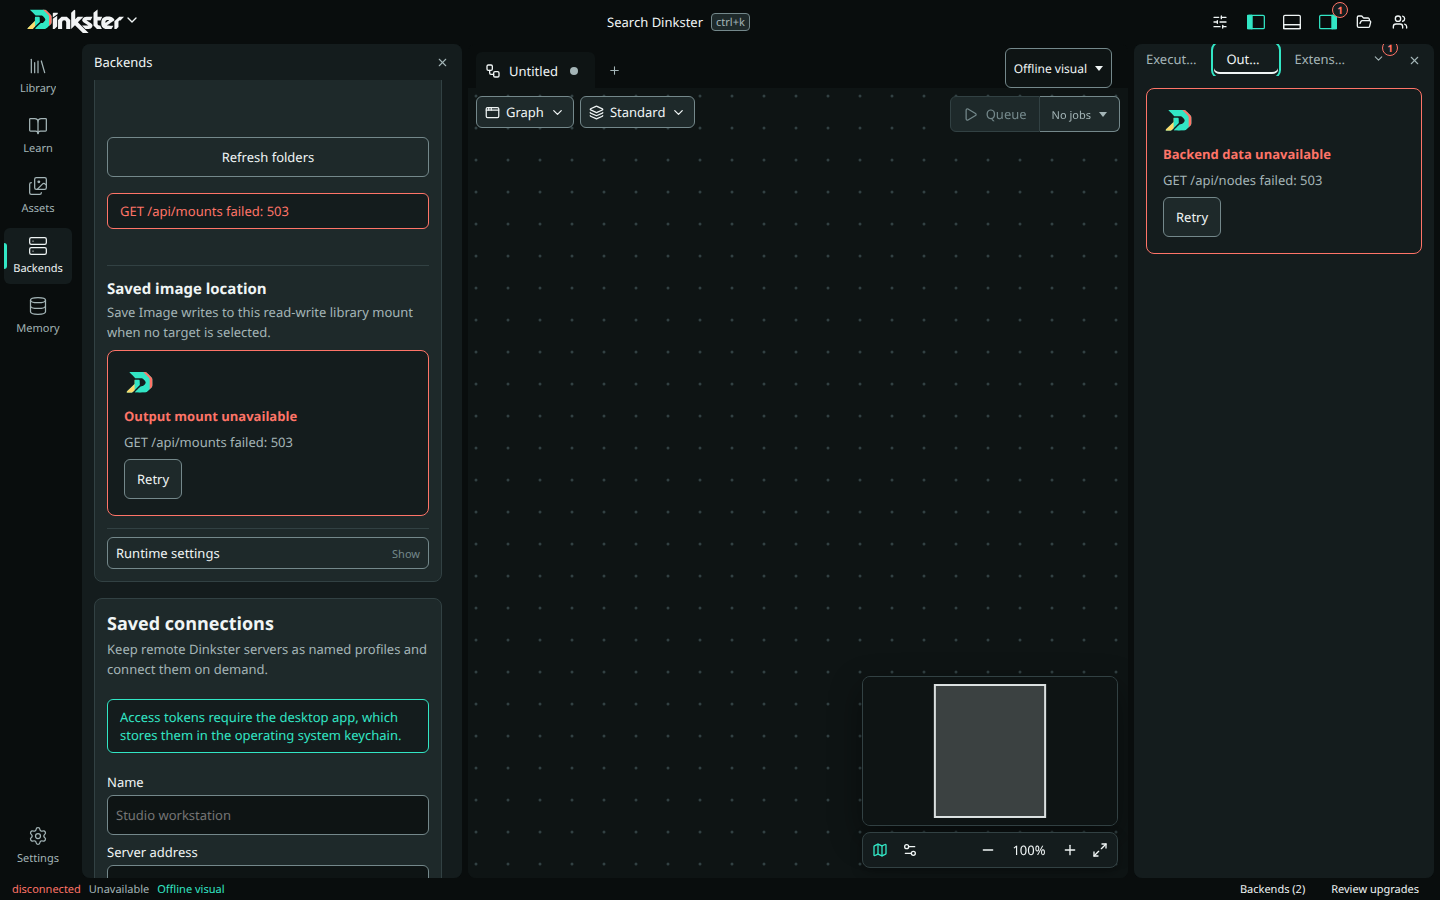 Dinkster
Search Dinkster ctrl+k
1
Library
Learn
Assets
Backends
Memory
Settings
Backends
Refresh folders
GET /api/mounts failed: 503
Saved image location
Save Image writes to this read-write library mount
when no target is selected.
Output mount unavailable
GET /api/mounts failed: 503
Retry
Runtime settings Show
Saved connections
Keep remote Dinkster servers as named profiles and
connect them on demand.
Access tokens require the desktop app, which
stores them in the operating system keychain.
Name
Studio workstation
Server address
Untitled
Offline visual
Graph Standard
Queue No jobs
100%
Execut... Out... Extens... 1
Backend data unavailable
GET /api/nodes failed: 503
Retry
disconnected Unavailable Offline visual
Backends (2) Review upgrades